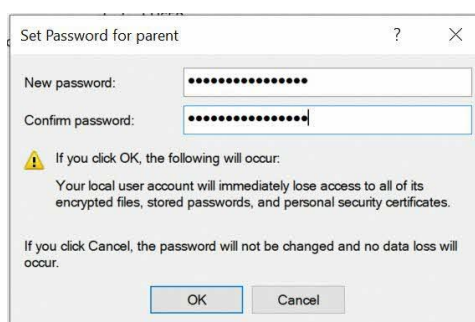 Set Password for parent ? ×
New password: ••••••••••••••••
Confirm password: ••••••••••••••••
If you click OK, the following will occur:
Your local user account will immediately lose access to all of its
encrypted files, stored passwords, and personal security certificates.
If you click Cancel, the password will not be changed and no data loss will
occur.
OK Cancel